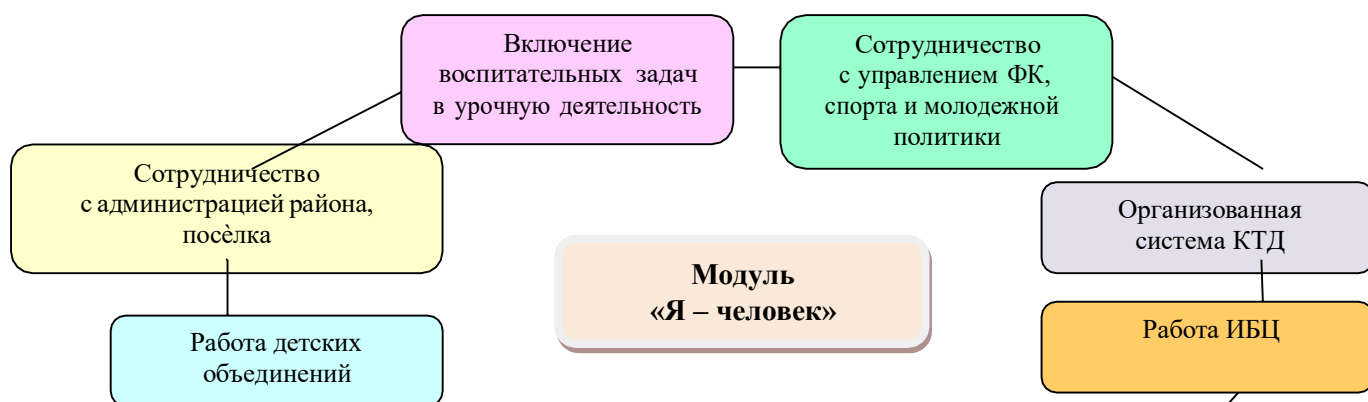 Включение
воспитательных задач
в урочную деятельность
Сотрудничество
с управлением ФК,
спорта и молодежной
политики
Сотрудничество
с администрацией района,
посѐлка
Организованная
система КТД
Модуль
«Я – человек»
Работа детских
объединений
Работа ИБЦ